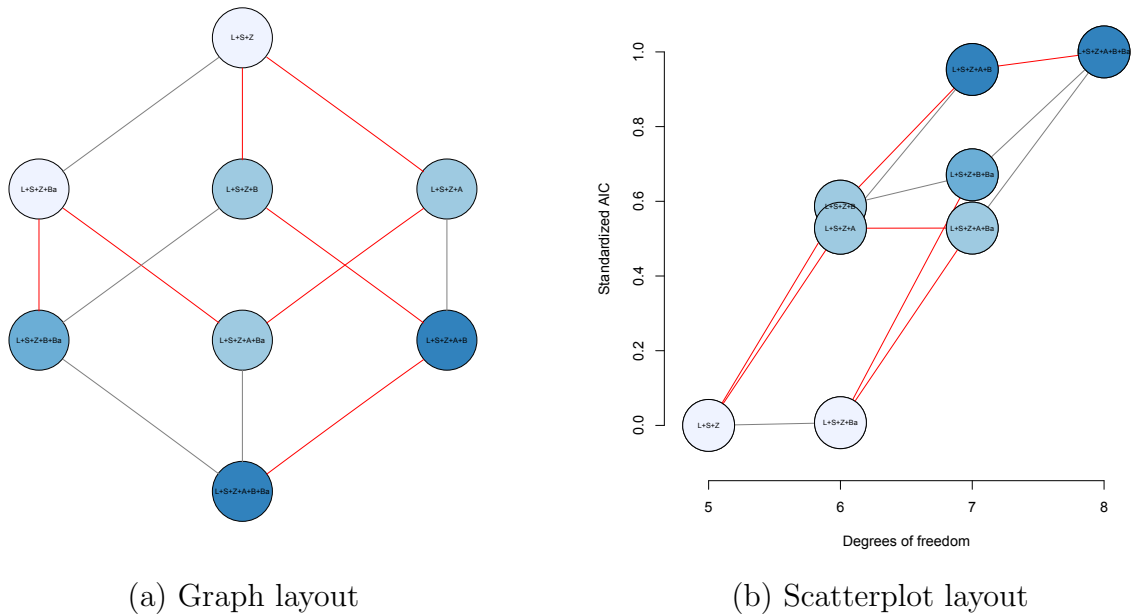 L+S+Z
L+S+Z+Ba
L+S+Z+B
L+S+Z+A
L+S+Z+B+Ba
L+S+Z+A+Ba
L+S+Z+A+B
L+S+Z+A+B+Ba
(a) Graph layout
Standardized AIC
1.0
0.8
0.6
0.4
0.2
0.0
L+S+Z+A+B
L+S+Z+A+B+Ba
L+S+Z+B+Ba
L+S+Z+B
L+S+Z+A
L+S+Z+A+Ba
L+S+Z
L+S+Z+Ba
5
6
7
8
Degrees of freedom
(b) Scatterplot layout